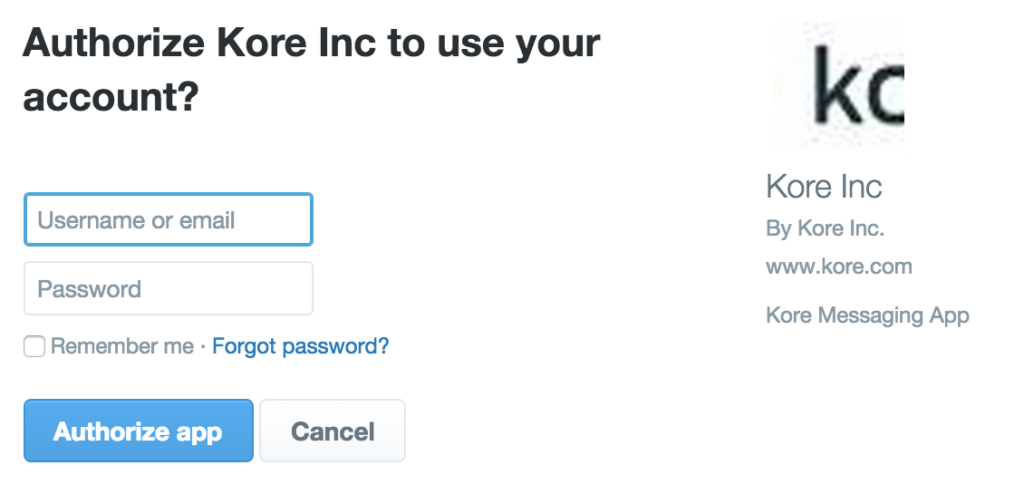 Authorize Kore Inc to use your
account?
Username or email
Password
Remember me · Forgot password?
Authorize app
Cancel
ko
Kore Inc
By Kore Inc.
www.kore.com
Kore Messaging App